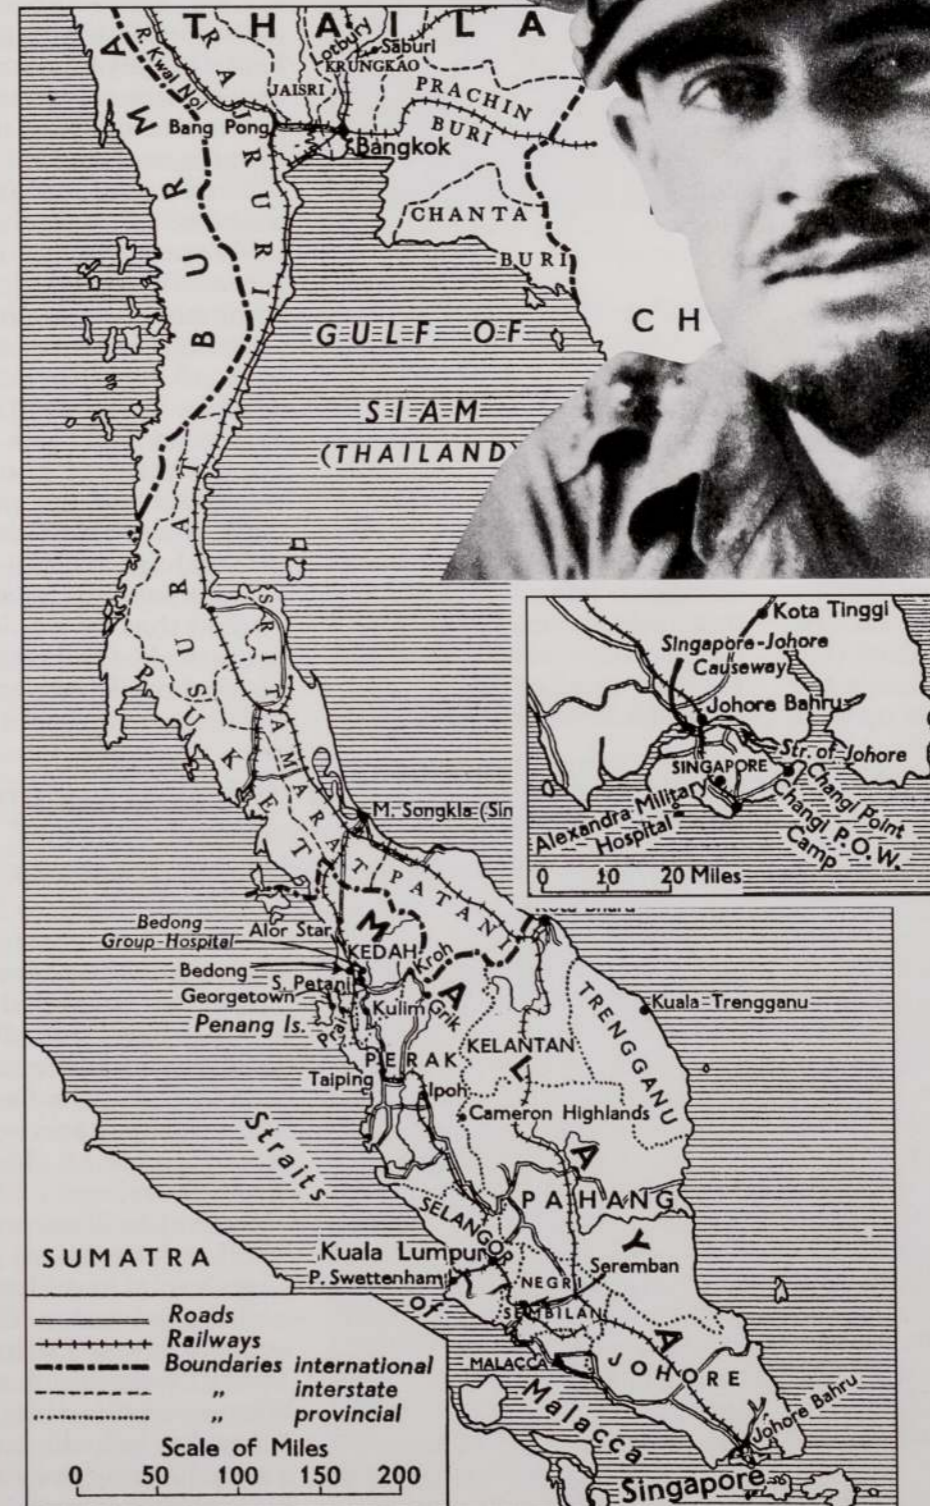 THAILA
R. Kwai Noi
Lotbury
Saburi
KRUNGKAO
JAISRI
PRACHIN
BURI
Bang Pong
Bangkok
RAJRURI
BURMA
CHANTA
BURI
GULF OF
SIAM
(THAILAND)
CH
SUBAT
PUKET
SRITAMARAT
PATANI
M. Songkla (Sin
Kota Tinggi
Singapore-Johore
Causeway
Johore Bahru
Str. of Johore
SINGAPORE
Changi Point
Changi P.O.W.
Camp
Alexandra Military
Hospital
0 10 20 Miles
Kota Bharu
Bedong
Group-Hospital
Alor Star
KEDAH
Kroh
Bedong
S. Petani
Georgetown
Kulim
Grik
Penang Is.
Prai
MALAYA
TRENGGANU
Kuala Trengganu
KELANTAN
PERAK
Taiping
Ipoh
Cameron Highlands
Straits
of
Malacca
PAHANG
SELANGOR
SUMATRA
Kuala Lumpur
P. Swettenham
NEGRI
SEMBILAN
Seremban
MALACCA
JOHORE
Johore Bahru
Singapore
Roads
Railways
Boundaries international
„ interstate
„ provincial
Scale of Miles
0 50 100 150 200